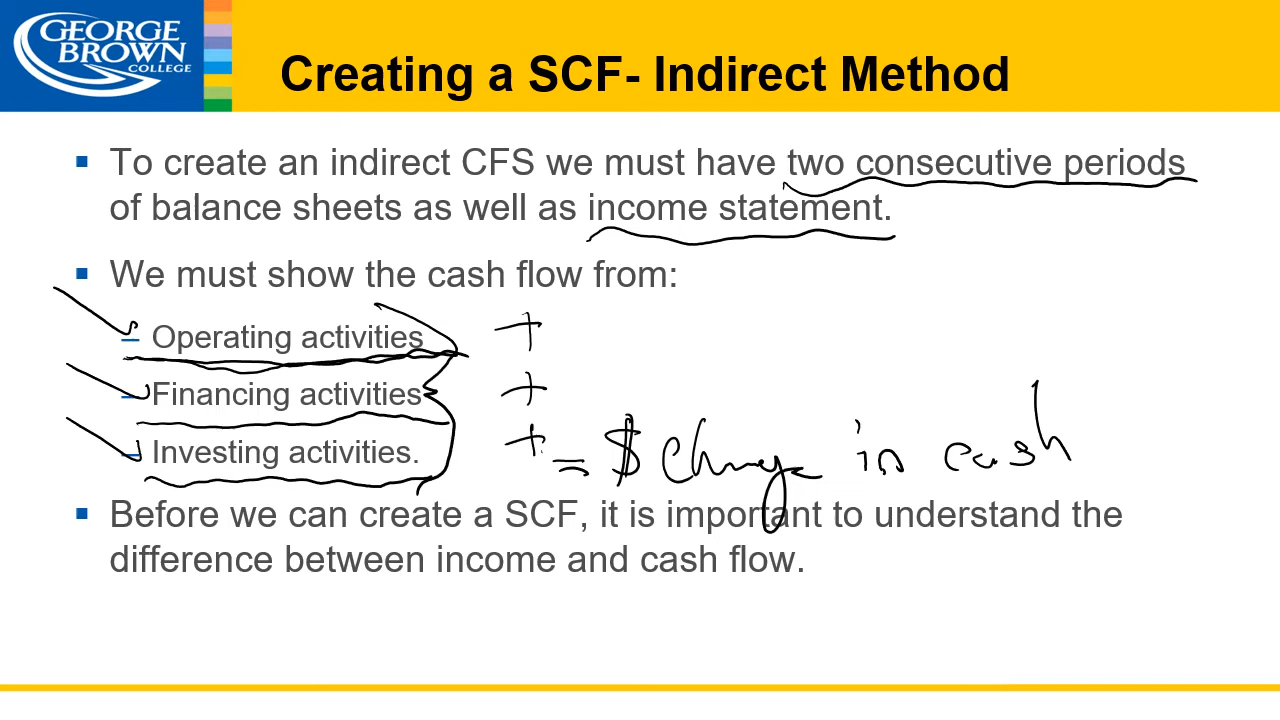 GEORGE
BROWN
COLLEGE
Creating a SCF- Indirect Method
▪ To create an indirect CFS we must have two consecutive periods
of balance sheets as well as income statement.
▪ We must show the cash flow from:
– Operating activities +
– Financing activities +
– Investing activities. + = $ Change in cash
▪ Before we can create a SCF, it is important to understand the
difference between income and cash flow.